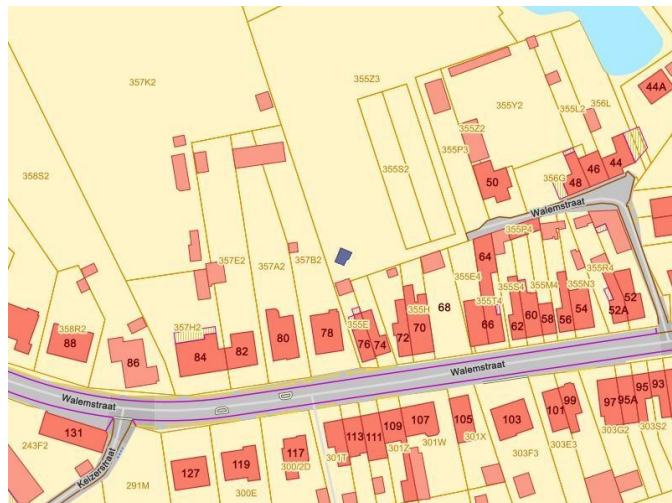 357K2
355Z3
44A
355Y2
355L2
356L
355Z2
355P3
355S2
358S2
46
44
48
50
356G
Walemstraat
355P4
64
355R4
357E2
357A2
357B2
355E4
355S4
355M4
355N3
355T4
52
52A
68
355H
355E
357H2
358R2
88
86
84
82
80
78
76
74
72
70
66
62
60
58
56
54
Walemstraat
Walemstraat
131
Keizerstraat
243F2
291M
127
119
300E
117
300/2D
301T
113
111
109
301Z
107
301W
105
301X
103
303F3
101
99
303E3
97
95A
95
93
303G2
303S2